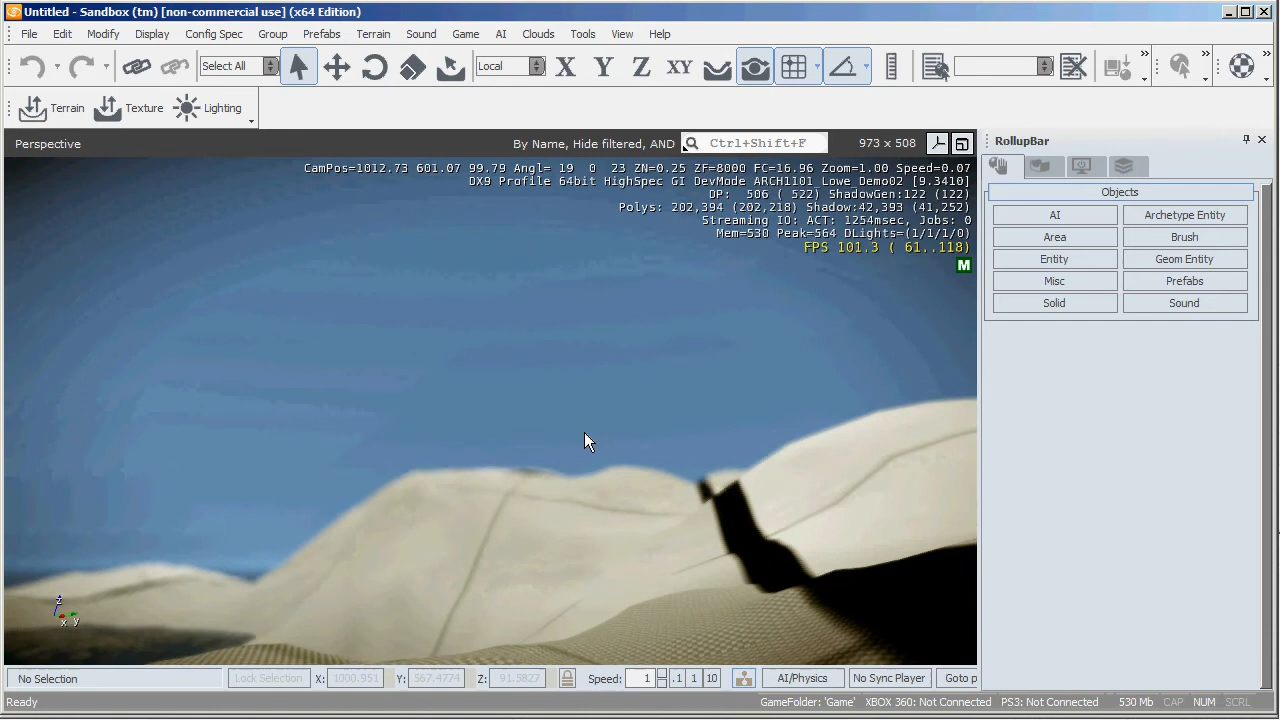 Untitled - Sandbox (tm) [non-commercial use] (x64 Edition)
File Edit Modify Display Config Spec Group Prefabs Terrain Sound Game AI Clouds Tools View Help
Select All Local X Y Z XY
Terrain Texture Lighting
Perspective By Name, Hide filtered, AND Ctrl+Shift+F 973 x 508
CamPos=1012.73 601.07 99.79 Angl= 19 0 23 ZN=0.25 ZF=8000 FC=16.96 Zoom=1.00 Speed=0.07
DX9 Profile 64bit HighSpec GI DevMode ARCH1101_Lowe_Demo02 [9.3410]
DP: 506 ( 522) ShadowGen:122 (122)
Polys: 202,394 (202,218) Shadow:42,393 (41,252)
Streaming IO: ACT: 1254msec, Jobs: 0
Mem=530 Peak=564 DLights=(1/1/1/0)
FPS 101.3 ( 61..118)
M
z
x y
RollupBar
Objects
AI Archetype Entity
Area Brush
Entity Geom Entity
Misc Prefabs
Solid Sound
No Selection Lock Selection X: 1000.951 Y: 567.4774 Z: 91.5827 Speed: 1 .1 1 10 AI/Physics No Sync Player Goto p
Ready GameFolder: 'Game' XBOX 360: Not Connected PS3: Not Connected 530 Mb CAP NUM SCRL